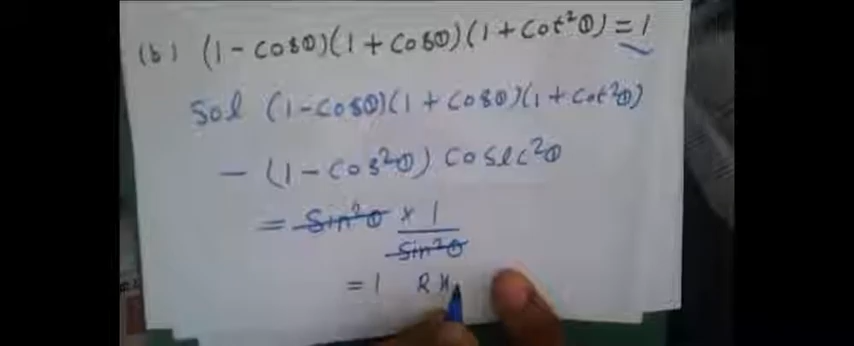 (b) (1-cosθ)(1+cosθ)(1+cot²θ)=1
Sol (1-cosθ)(1+cosθ)(1+cot²θ)
- (1-cos²θ) cosec²θ
= sin²θ × 1/sin²θ
= 1 RH